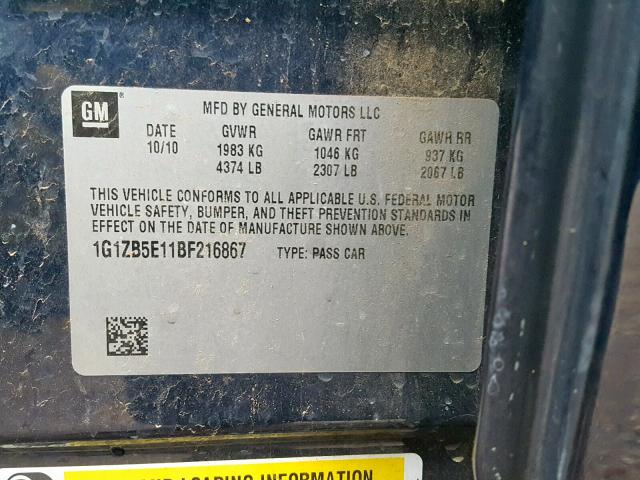 GM
MFD BY GENERAL MOTORS LLC
DATE GVWR GAWR FRT GAWR RR
10/10 1983 KG 1046 KG 937 KG
4374 LB 2307 LB 2067 LB
THIS VEHICLE CONFORMS TO ALL APPLICABLE U.S. FEDERAL MOTOR
VEHICLE SAFETY, BUMPER, AND THEFT PREVENTION STANDARDS IN
EFFECT ON THE DATE OF MANUFACTURE SHOWN ABOVE.
1G1ZB5E11BF216867 TYPE: PASS CAR
LOADING INFORMATION